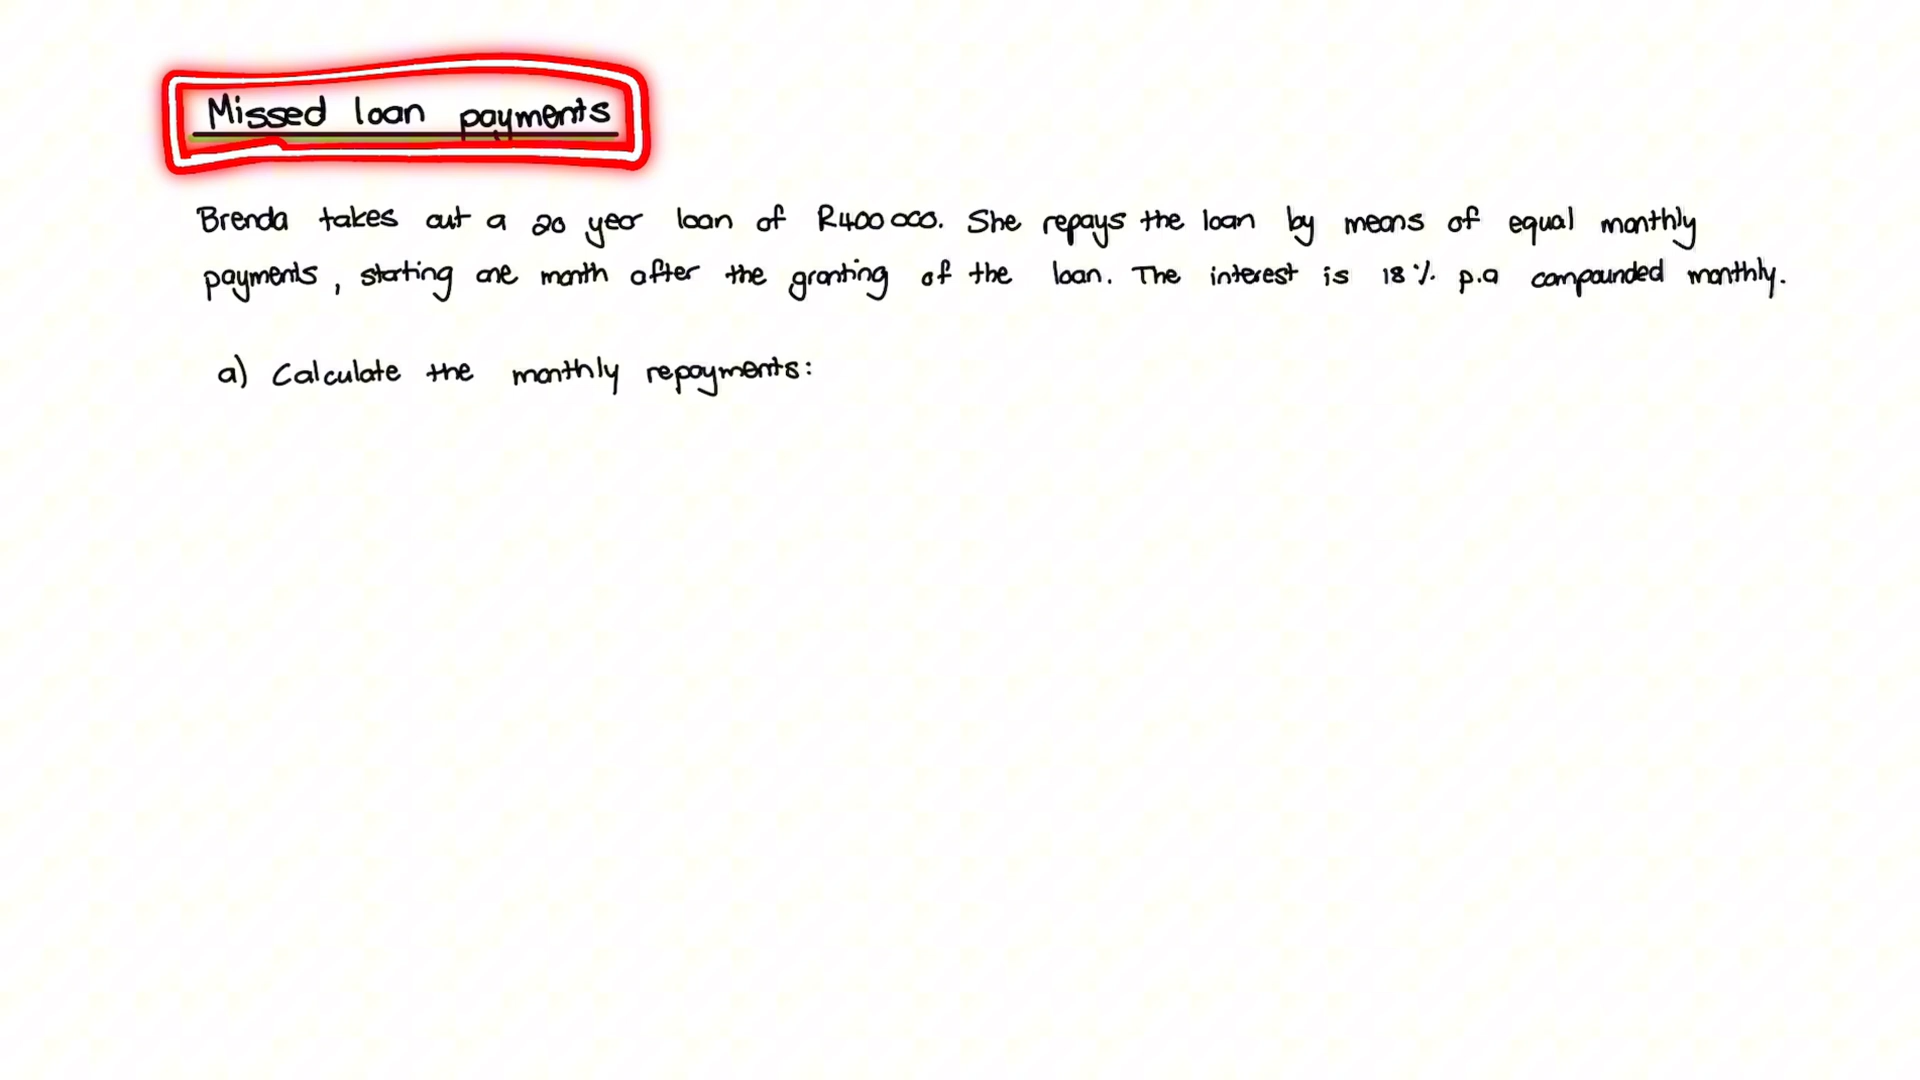 Missed loan payments
Brenda takes out a 20 year loan of R400 000. She repays the loan by means of equal monthly
payments, starting one month after the granting of the loan. The interest is 18% p.a compounded monthly.
a) Calculate the monthly repayments: